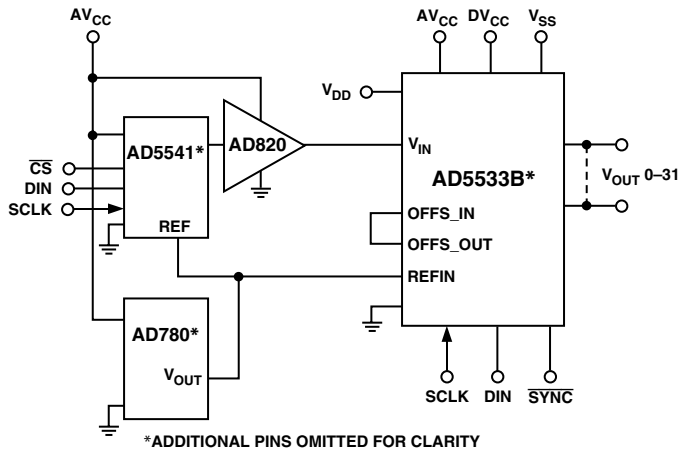 AVCC
AVCC DVCC VSS
VDD
AD5541*
AD820
VIN
CS
DIN
SCLK
REF
AD5533B*
VOUT 0–31
OFFS_IN
OFFS_OUT
REFIN
AD780*
VOUT
SCLK DIN SYNC
*ADDITIONAL PINS OMITTED FOR CLARITY